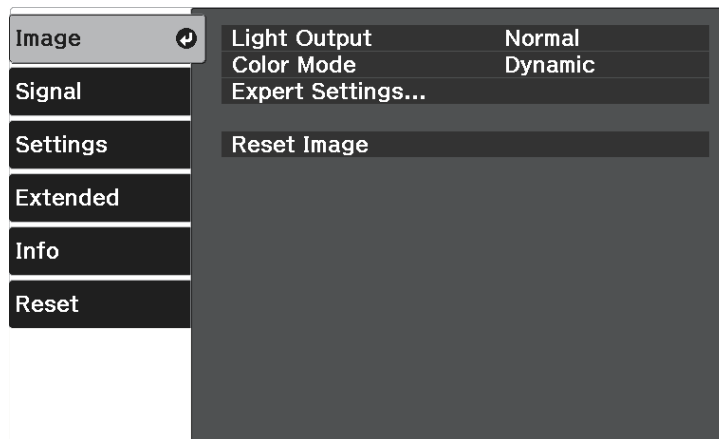 Image
Signal
Settings
Extended
Info
Reset
Light Output Normal
Color Mode Dynamic
Expert Settings...
Reset Image